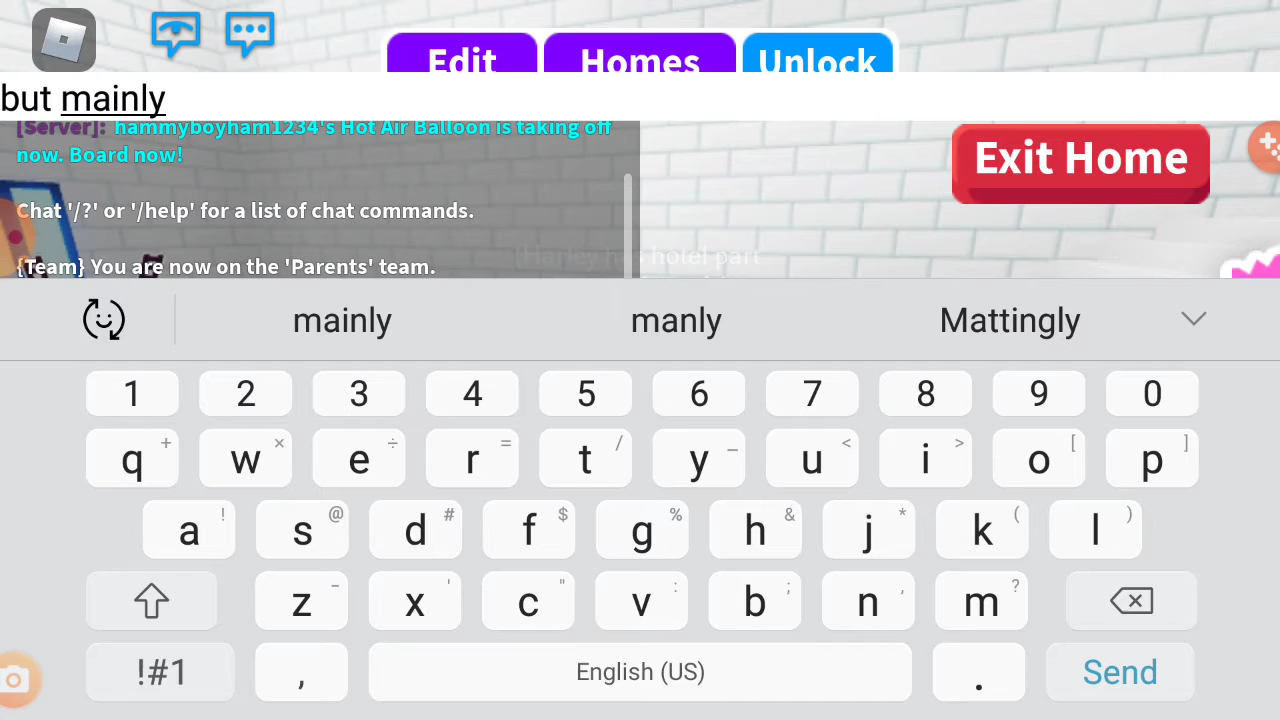 Edit Homes Unlock
but mainly
[Server]: hammyboyham1234's Hot Air Balloon is taking off
now. Board now!
Exit Home
Chat '/?' or '/help' for a list of chat commands.
hotel part
{Team} You are now on the 'Parents' team.
mainly manly Mattingly
1 2 3 4 5 6 7 8 9 0
q + w × e ÷ r = t / y _ u < i > o [ p ]
a ! s @ d # f $ g % h & j * k ( l )
z - x ' c " v : b ; n , m ?
!#1 , English (US) . Send